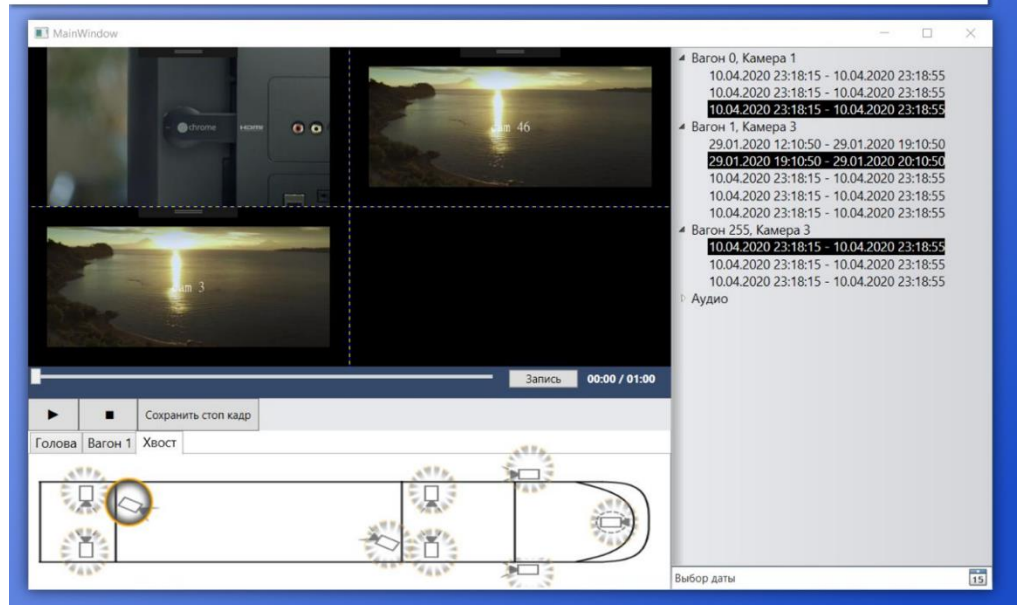 MainWindow
chrome
HDMI
Cam 46
Cam 3
Запись
00:00 / 01:00
Сохранить стоп кадр
Голова
Вагон 1
Хвост
Вагон 0, Камера 1
10.04.2020 23:18:15 - 10.04.2020 23:18:55
10.04.2020 23:18:15 - 10.04.2020 23:18:55
10.04.2020 23:18:15 - 10.04.2020 23:18:55
Вагон 1, Камера 3
29.01.2020 12:10:50 - 29.01.2020 19:10:50
29.01.2020 19:10:50 - 29.01.2020 20:10:50
10.04.2020 23:18:15 - 10.04.2020 23:18:55
10.04.2020 23:18:15 - 10.04.2020 23:18:55
10.04.2020 23:18:15 - 10.04.2020 23:18:55
Вагон 255, Камера 3
10.04.2020 23:18:15 - 10.04.2020 23:18:55
10.04.2020 23:18:15 - 10.04.2020 23:18:55
10.04.2020 23:18:15 - 10.04.2020 23:18:55
Аудио
Выбор даты
15